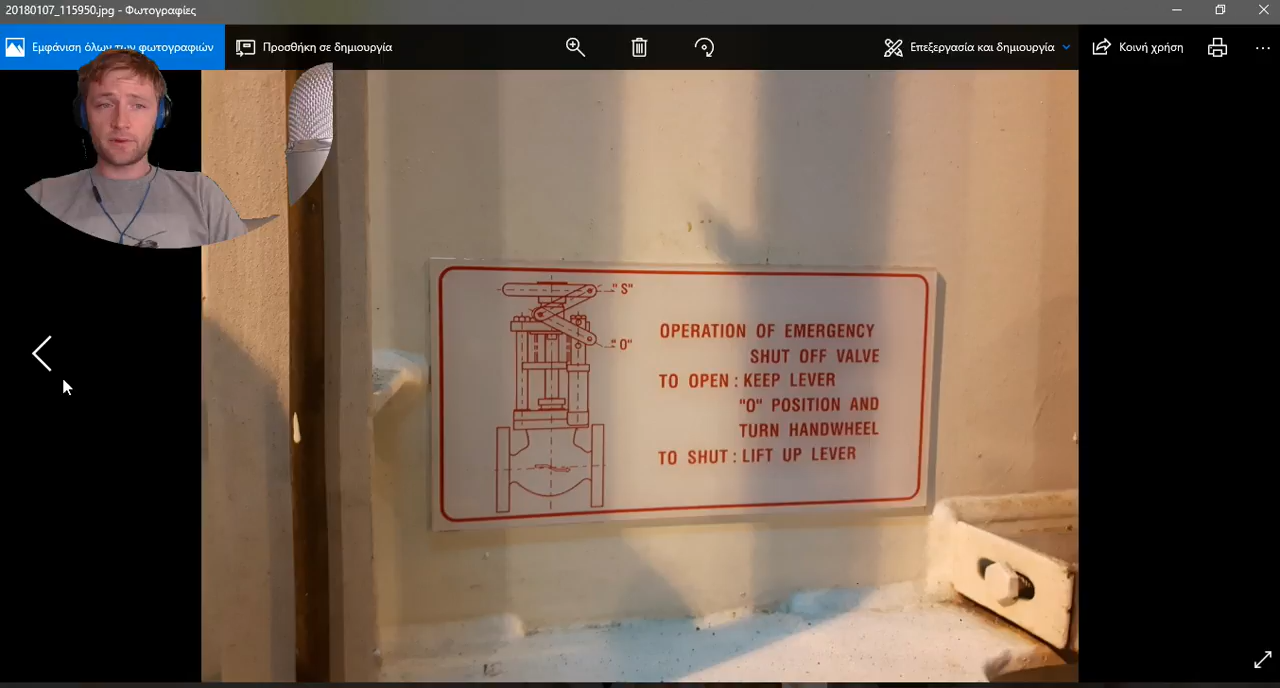 20180107_115950.jpg - Φωτογραφίες
Εμφάνιση όλων των φωτογραφιών
Προσθήκη σε δημιουργία
Επεξεργασία και δημιουργία
Κοινή χρήση
"S"
"O"
OPERATION OF EMERGENCY
SHUT OFF VALVE
TO OPEN : KEEP LEVER
"O" POSITION AND
TURN HANDWHEEL
TO SHUT : LIFT UP LEVER